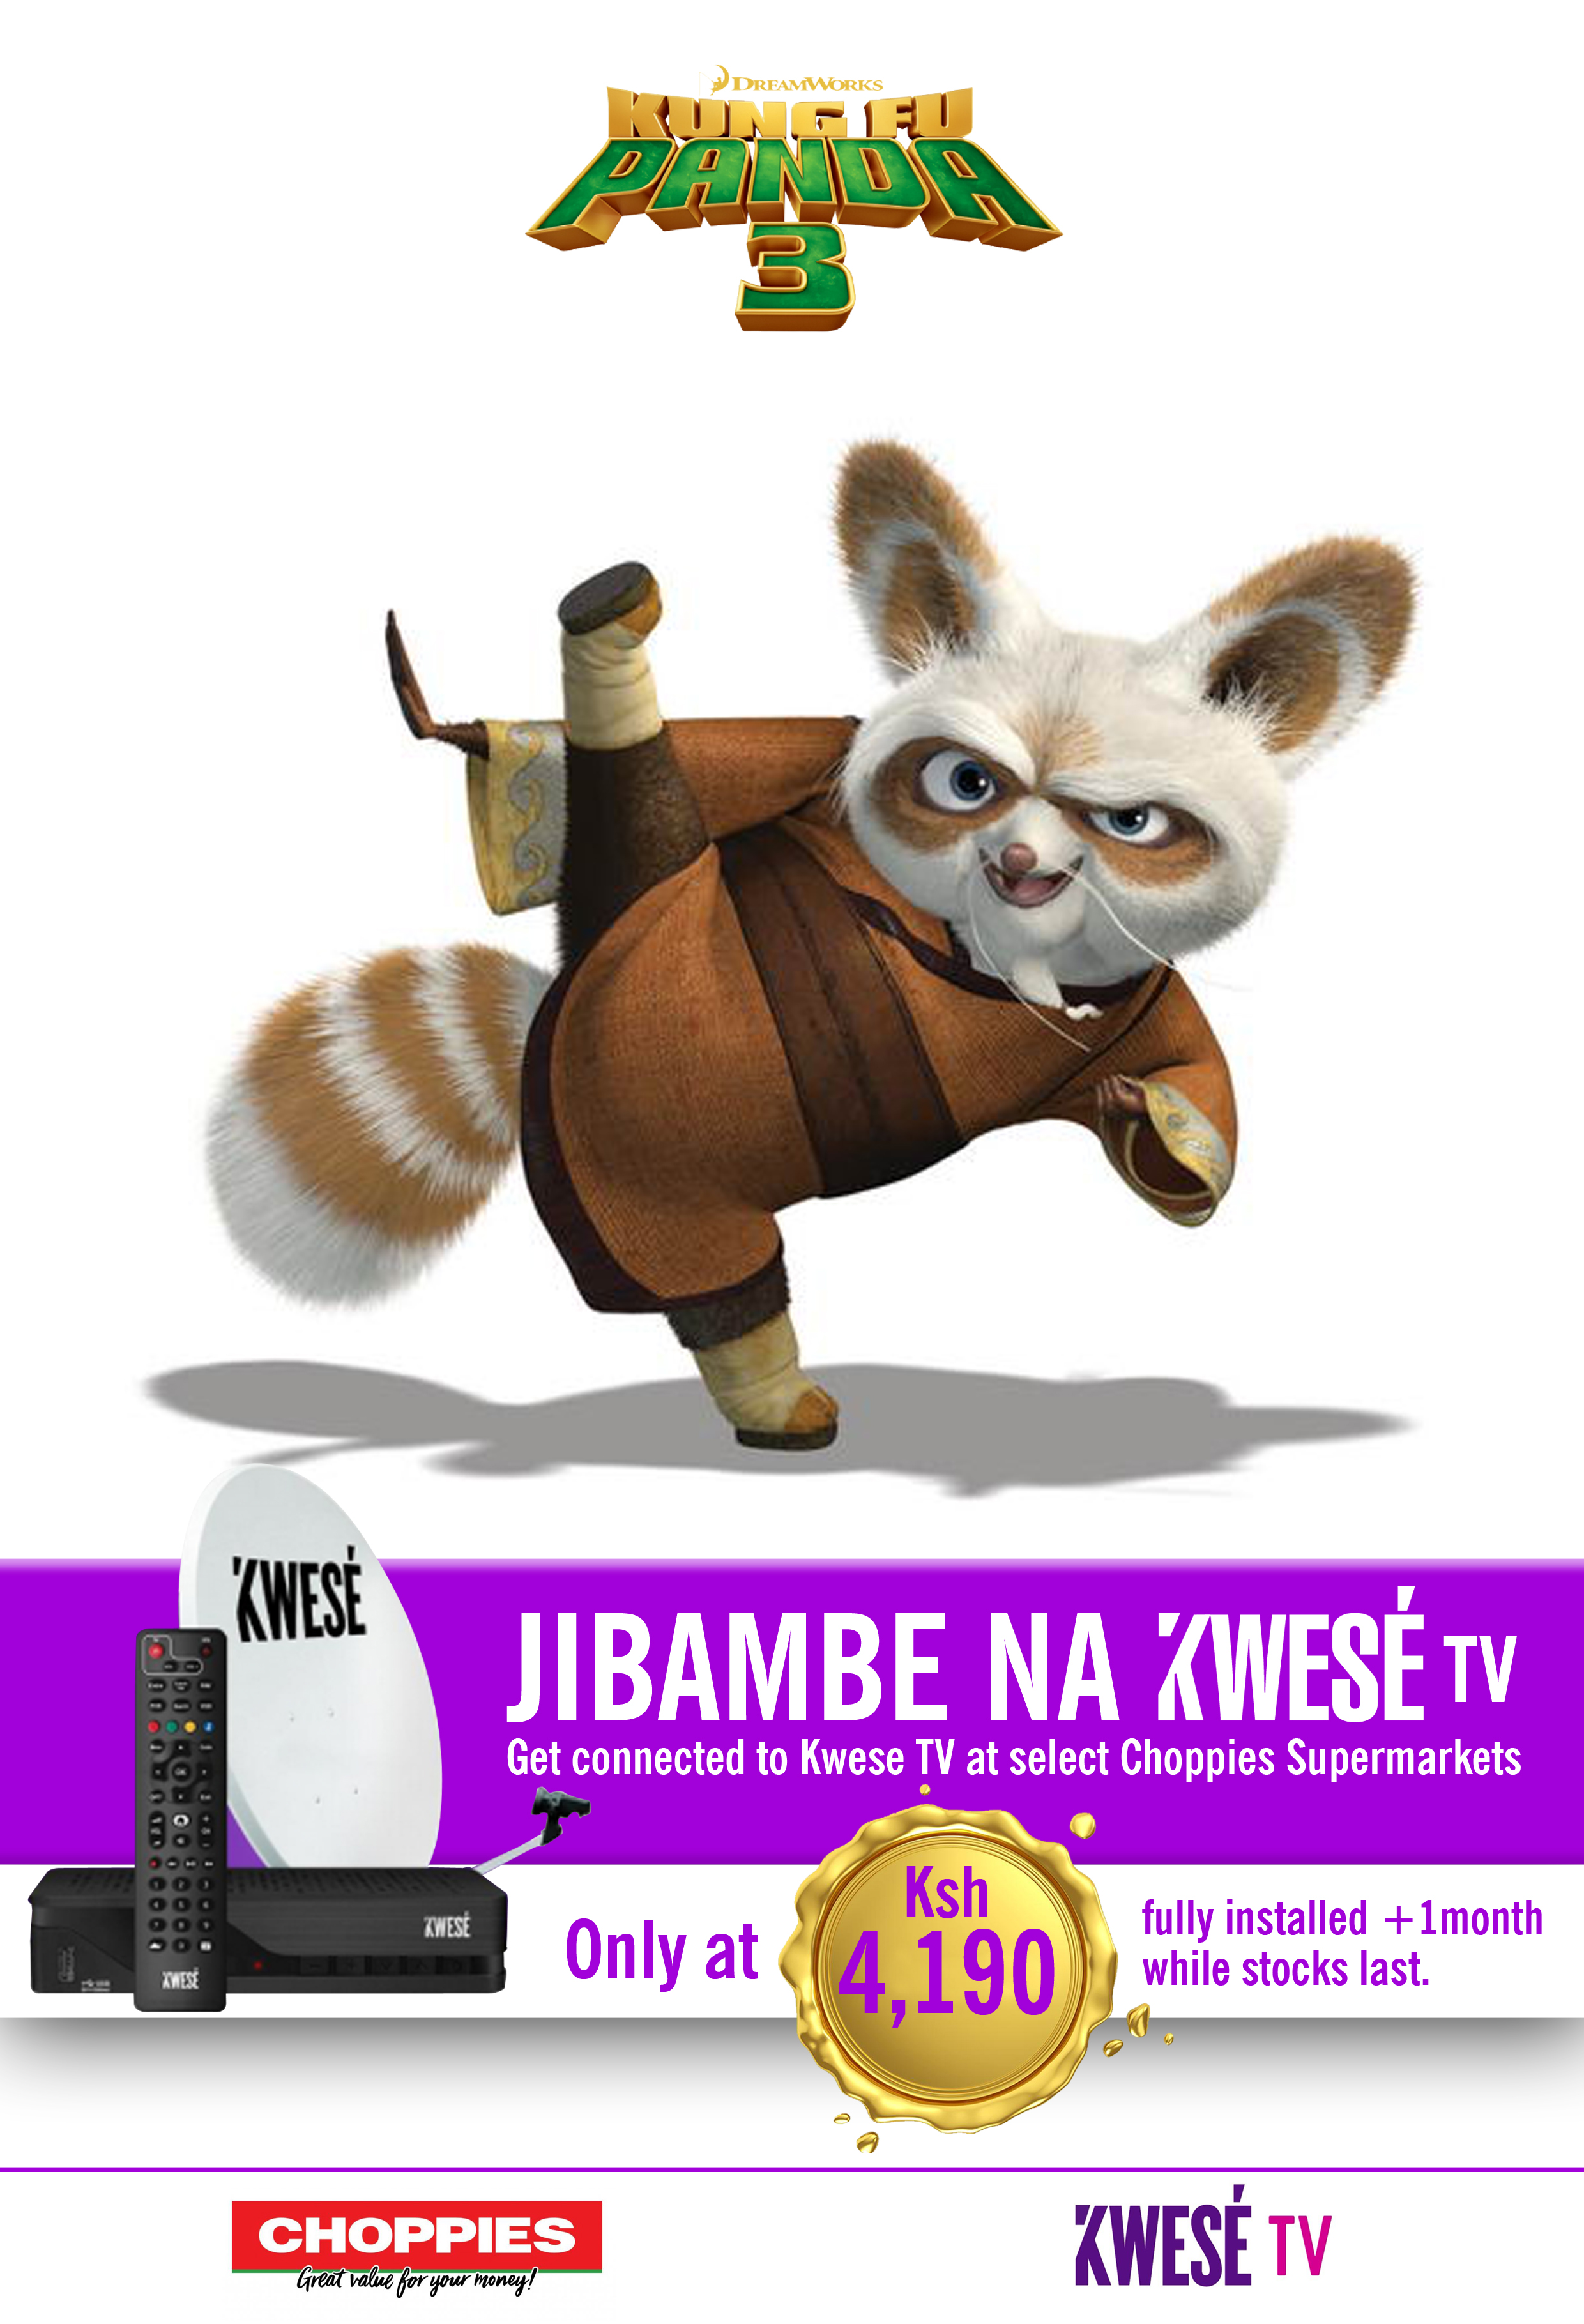 DREAMWORKS
KUNG FU
PANDA
3
KWESÉ
JIBAMBE NA KWESÉ TV
Get connected to Kwese TV at select Choppies Supermarkets
KWESÉ
KWESÉ
Only at
Ksh
4,190
fully installed +1month
while stocks last.
CHOPPIES
Great value for your money!
KWESÉ TV